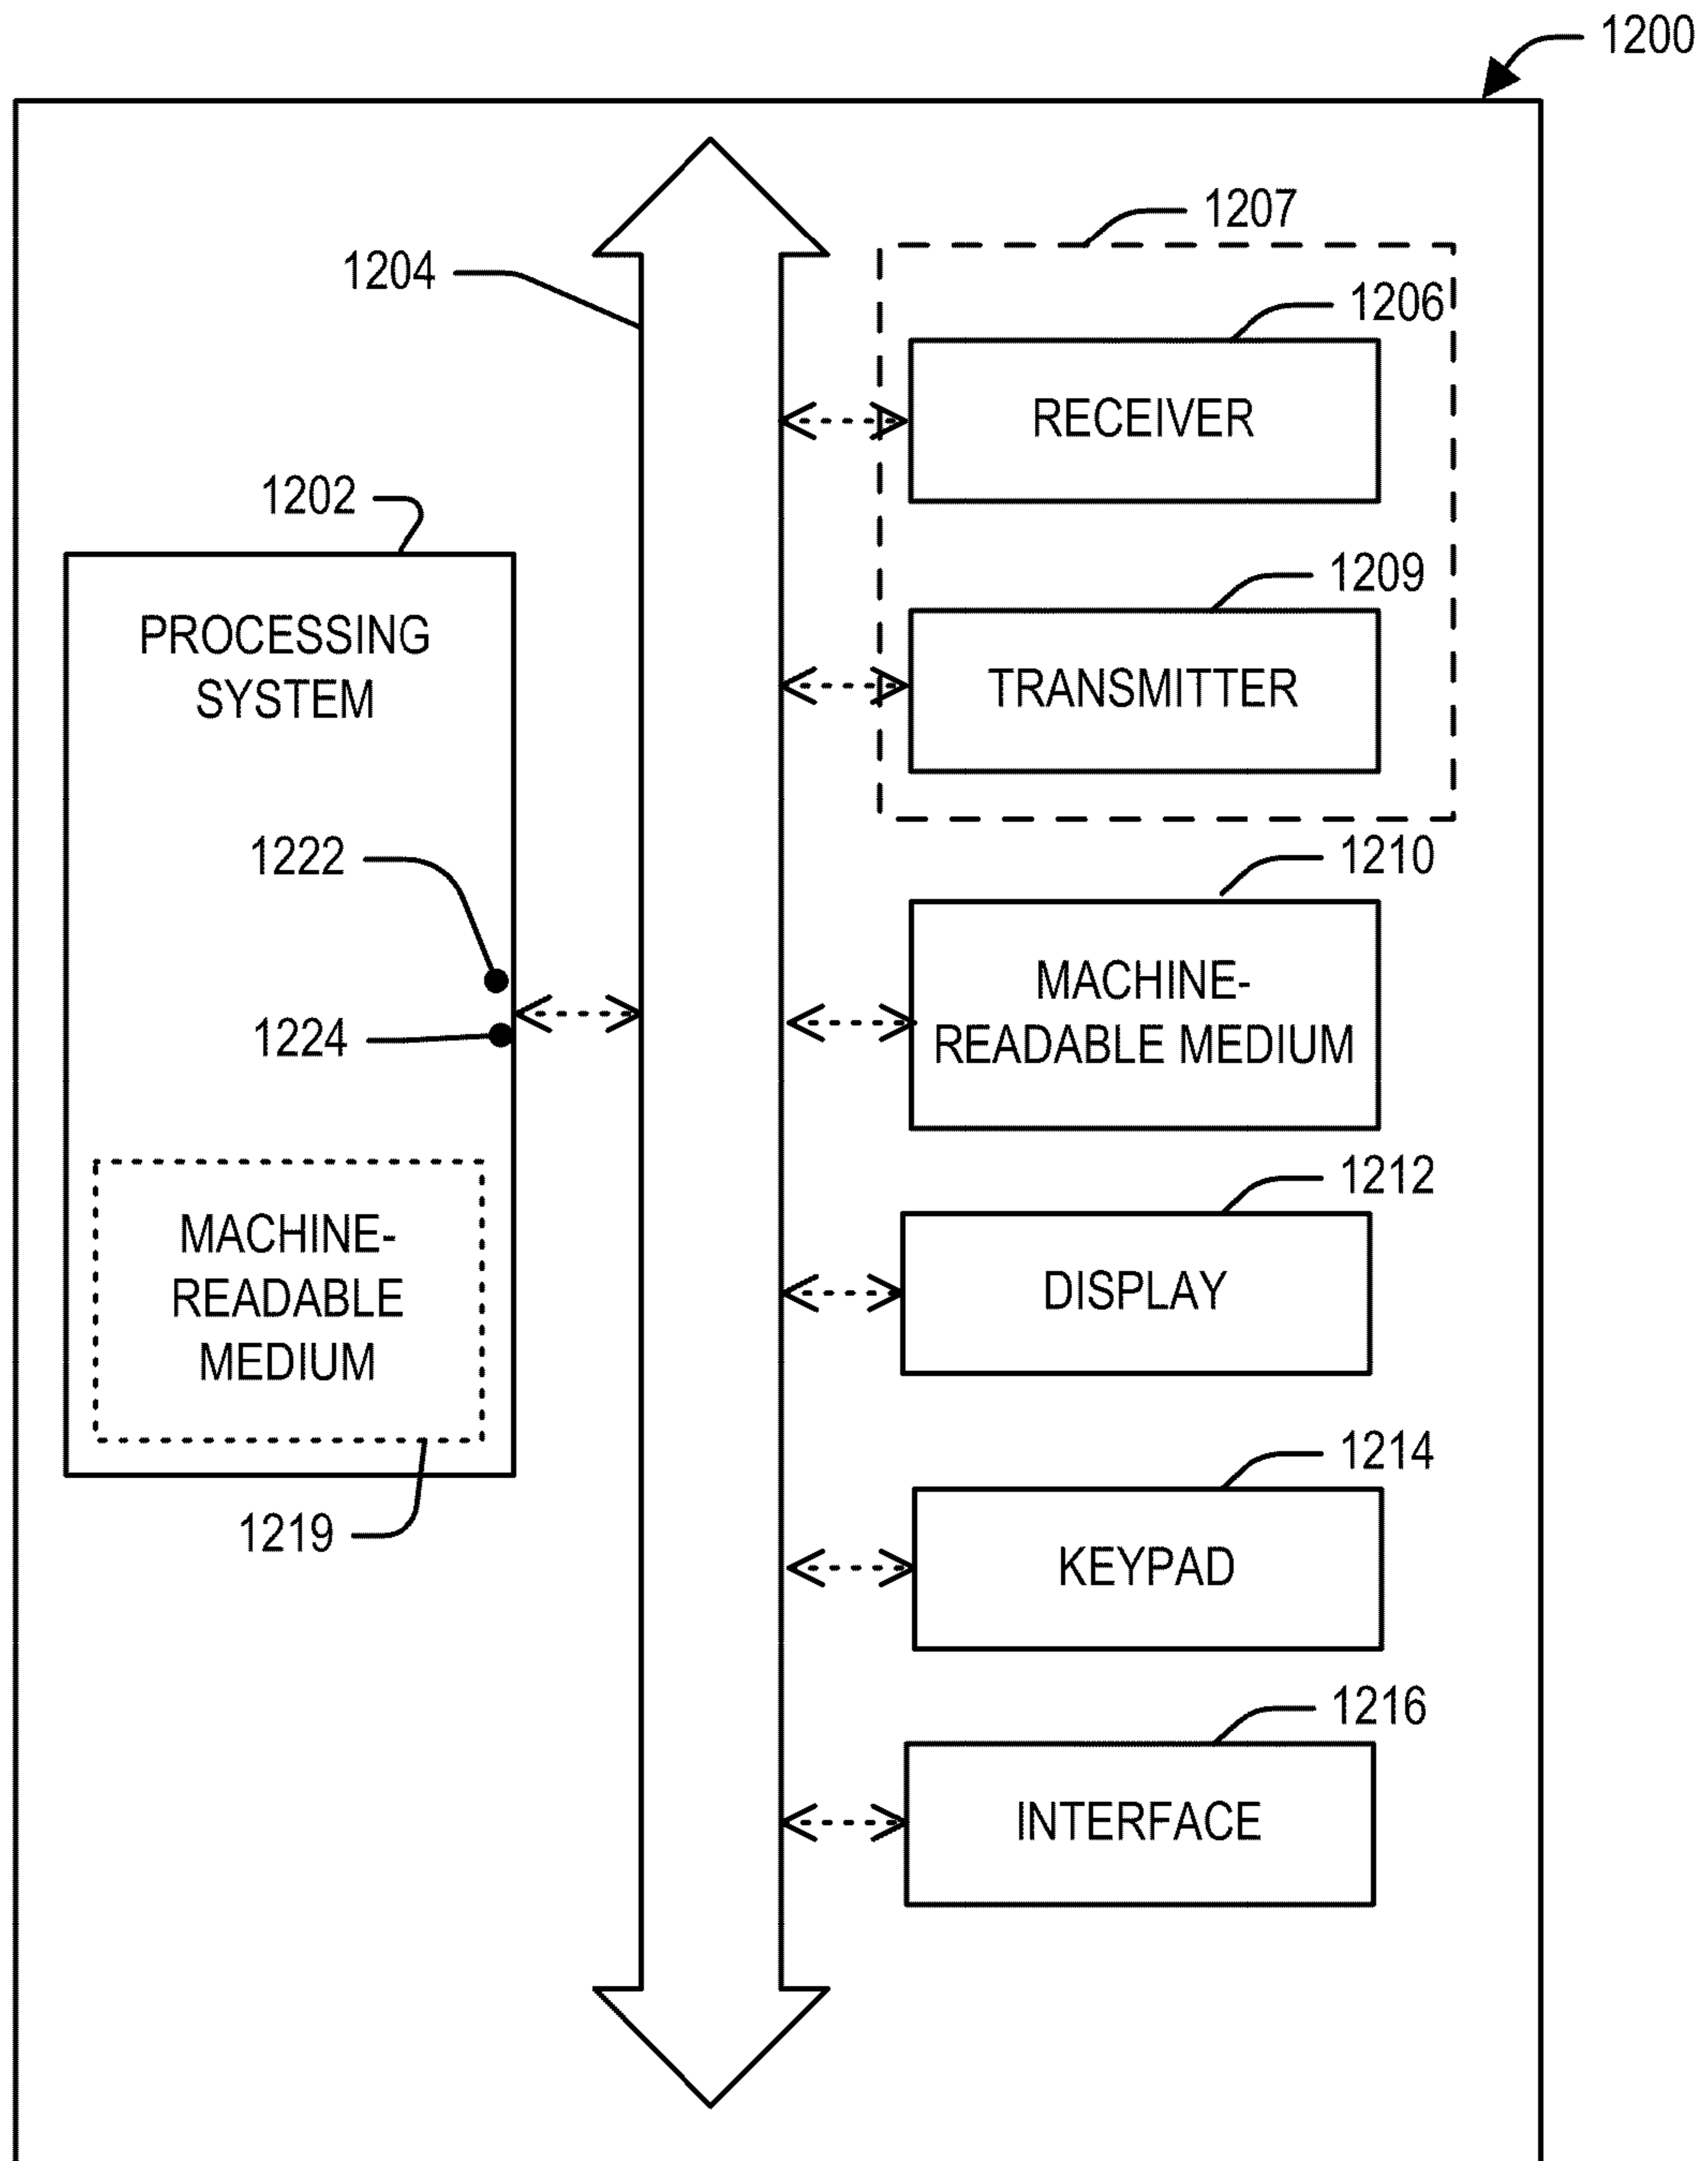 1200
1207
1204
1206
RECEIVER
1202
1209
PROCESSING
SYSTEM
TRANSMITTER
1222
1210
MACHINE-
READABLE MEDIUM
1224
1212
MACHINE-
READABLE
MEDIUM
DISPLAY
1214
1219
KEYPAD
1216
INTERFACE